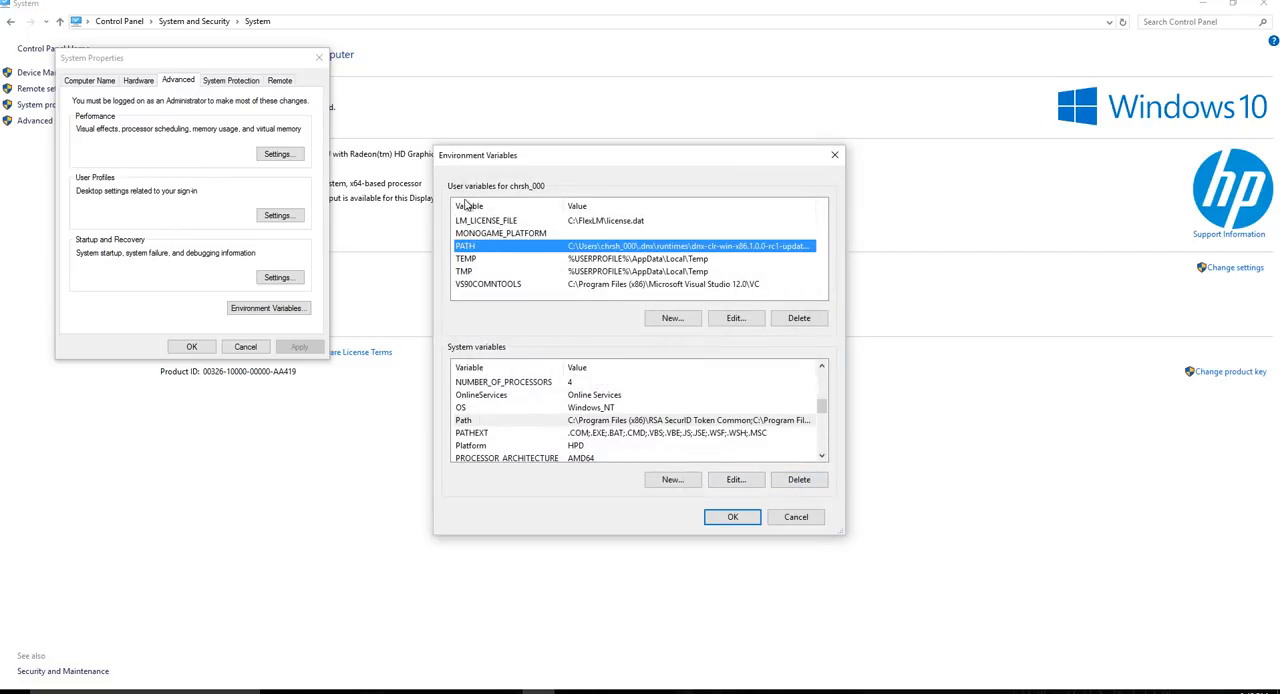 System
Control Panel
System and Security
System
Search Control Panel
Control Pan
System Properties
puter
Device Ma
Remote se
System pro
Advanced
Computer Name
Hardware
Advanced
System Protection
Remote
You must be logged on as an Administrator to make most of these changes.
Performance
Visual effects, processor scheduling, memory usage, and virtual memory
Settings...
User Profiles
Desktop settings related to your sign-in
Settings...
Startup and Recovery
System startup, system failure, and debugging information
Settings...
Environment Variables...
OK
Cancel
Apply
Windows 10
hp
Support Information
U with Radeon(tm) HD Graphic
stem, x64-based processor
put is available for this Display
Change settings
are License Terms
Product ID: 00326-10000-00000-AA419
Change product key
Environment Variables
User variables for chrsh_000
Variable Value
LM_LICENSE_FILE C:\FlexLM\license.dat
MONOGAME_PLATFORM
PATH C:\Users\chrsh_000\.dnx\runtimes\dnx-clr-win-x86.1.0.0-rc1-updat...
TEMP %USERPROFILE%\AppData\Local\Temp
TMP %USERPROFILE%\AppData\Local\Temp
VS90COMNTOOLS C:\Program Files (x86)\Microsoft Visual Studio 12.0\VC
New...
Edit...
Delete
System variables
Variable Value
NUMBER_OF_PROCESSORS 4
OnlineServices Online Services
OS Windows_NT
Path C:\Program Files (x86)\RSA SecurID Token Common;C:\Program Fil...
PATHEXT .COM;.EXE;.BAT;.CMD;.VBS;.VBE;.JS;.JSE;.WSF;.WSH;.MSC
Platform HPD
PROCESSOR_ARCHITECTURE AMD64
New...
Edit...
Delete
OK
Cancel
See also
Security and Maintenance